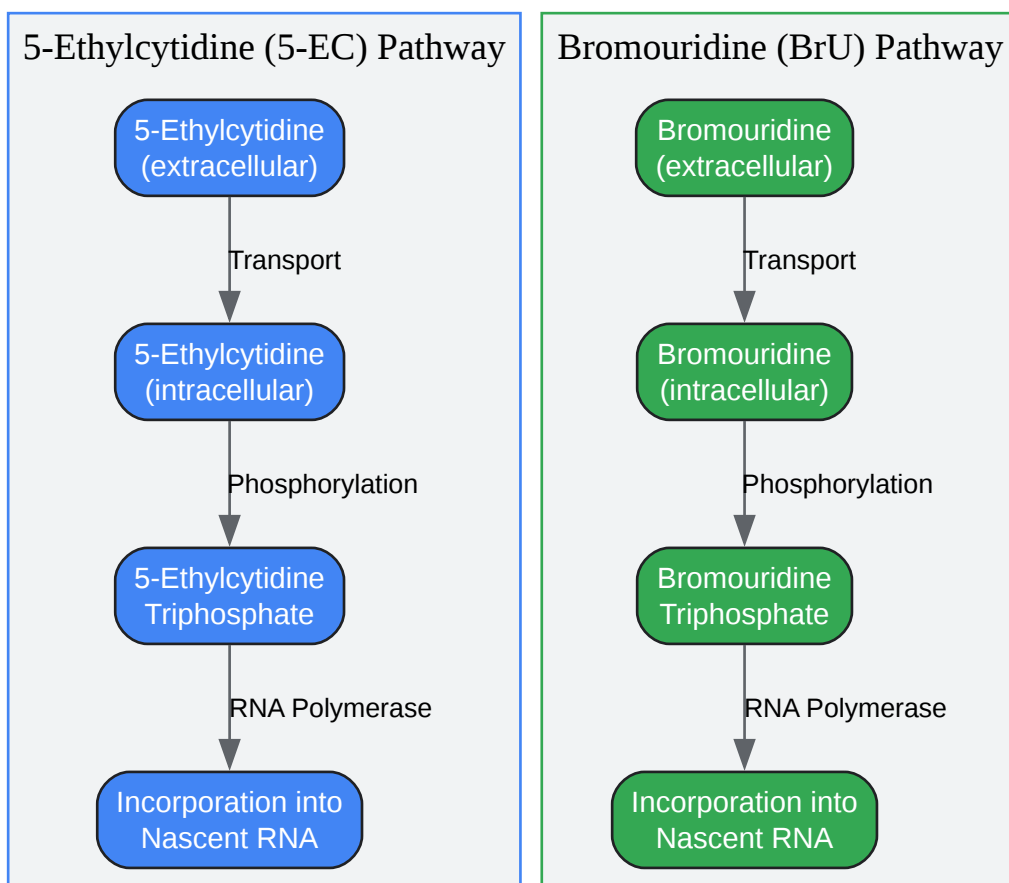 5-Ethylcytidine (5-EC) Pathway
5-Ethylcytidine
(extracellular)
Transport
5-Ethylcytidine
(intracellular)
Phosphorylation
5-Ethylcytidine
Triphosphate
RNA Polymerase
Incorporation into
Nascent RNA
Bromouridine (BrU) Pathway
Bromouridine
(extracellular)
Transport
Bromouridine
(intracellular)
Phosphorylation
Bromouridine
Triphosphate
RNA Polymerase
Incorporation into
Nascent RNA